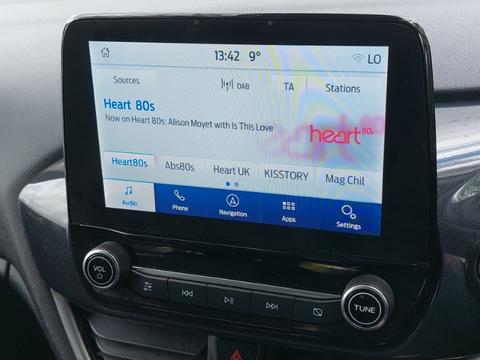 13:42 9° LO
Sources DAB TA Stations
Heart 80s
Now on Heart 80s: Alison Moyet with Is This Love
heart 80s
Heart80s Abs80s Heart UK KISSTORY Mag Chil
Audio Phone Navigation Apps Settings
VOL TUNE